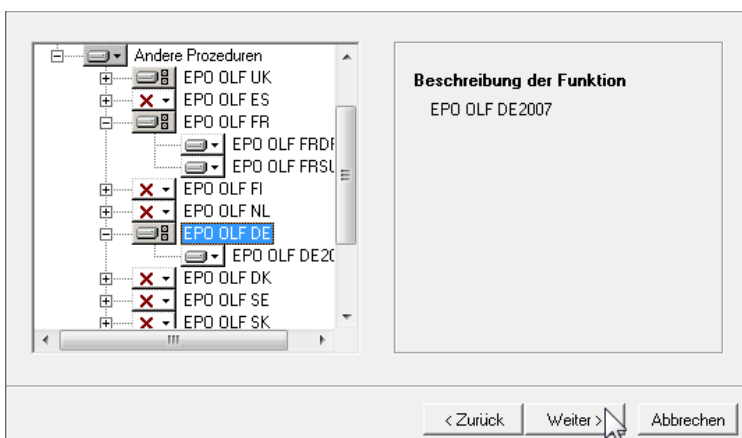 Andere Prozeduren
EPO OLF UK
EPO OLF ES
EPO OLF FR
EPO OLF FRDF
EPO OLF FRSU
EPO OLF FI
EPO OLF NL
EPO OLF DE
EPO OLF DE20
EPO OLF DK
EPO OLF SE
EPO OLF SK
Beschreibung der Funktion
EPO OLF DE2007
< Zurück
Weiter >
Abbrechen